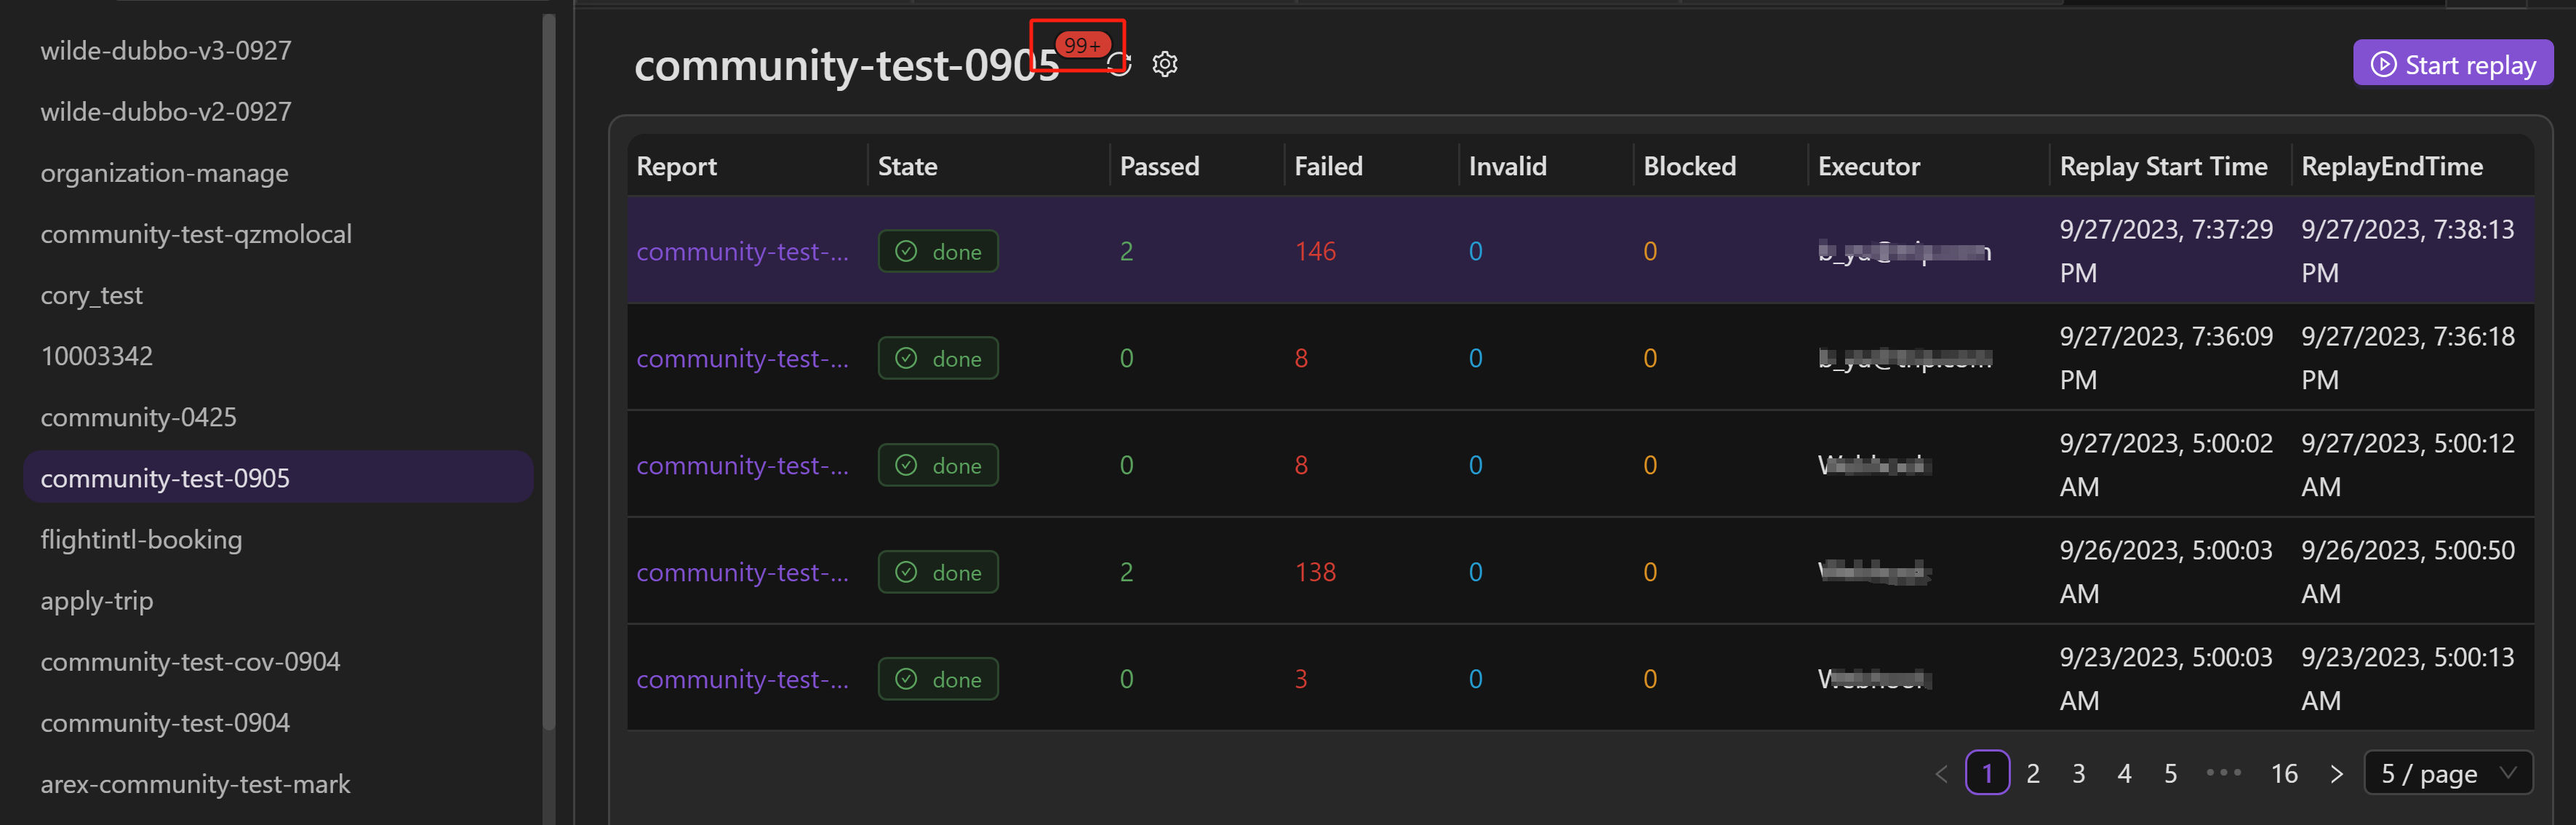 wilde-dubbo-v3-0927
wilde-dubbo-v2-0927
organization-manage
community-test-qzmolocal
cory_test
10003342
community-0425
community-test-0905
flightintl-booking
apply-trip
community-test-cov-0904
community-test-0904
arex-community-test-mark
community-test-0905 99+
Start replay
Report State Passed Failed Invalid Blocked Executor Replay Start Time ReplayEndTime
community-test-... done 2 146 0 0 9/27/2023, 7:37:29 PM 9/27/2023, 7:38:13 PM
community-test-... done 0 8 0 0 9/27/2023, 7:36:09 PM 9/27/2023, 7:36:18 PM
community-test-... done 0 8 0 0 9/27/2023, 5:00:02 AM 9/27/2023, 5:00:12 AM
community-test-... done 2 138 0 0 9/26/2023, 5:00:03 AM 9/26/2023, 5:00:50 AM
community-test-... done 0 3 0 0 9/23/2023, 5:00:03 AM 9/23/2023, 5:00:13 AM
< 1 2 3 4 5 ••• 16 > 5 / page